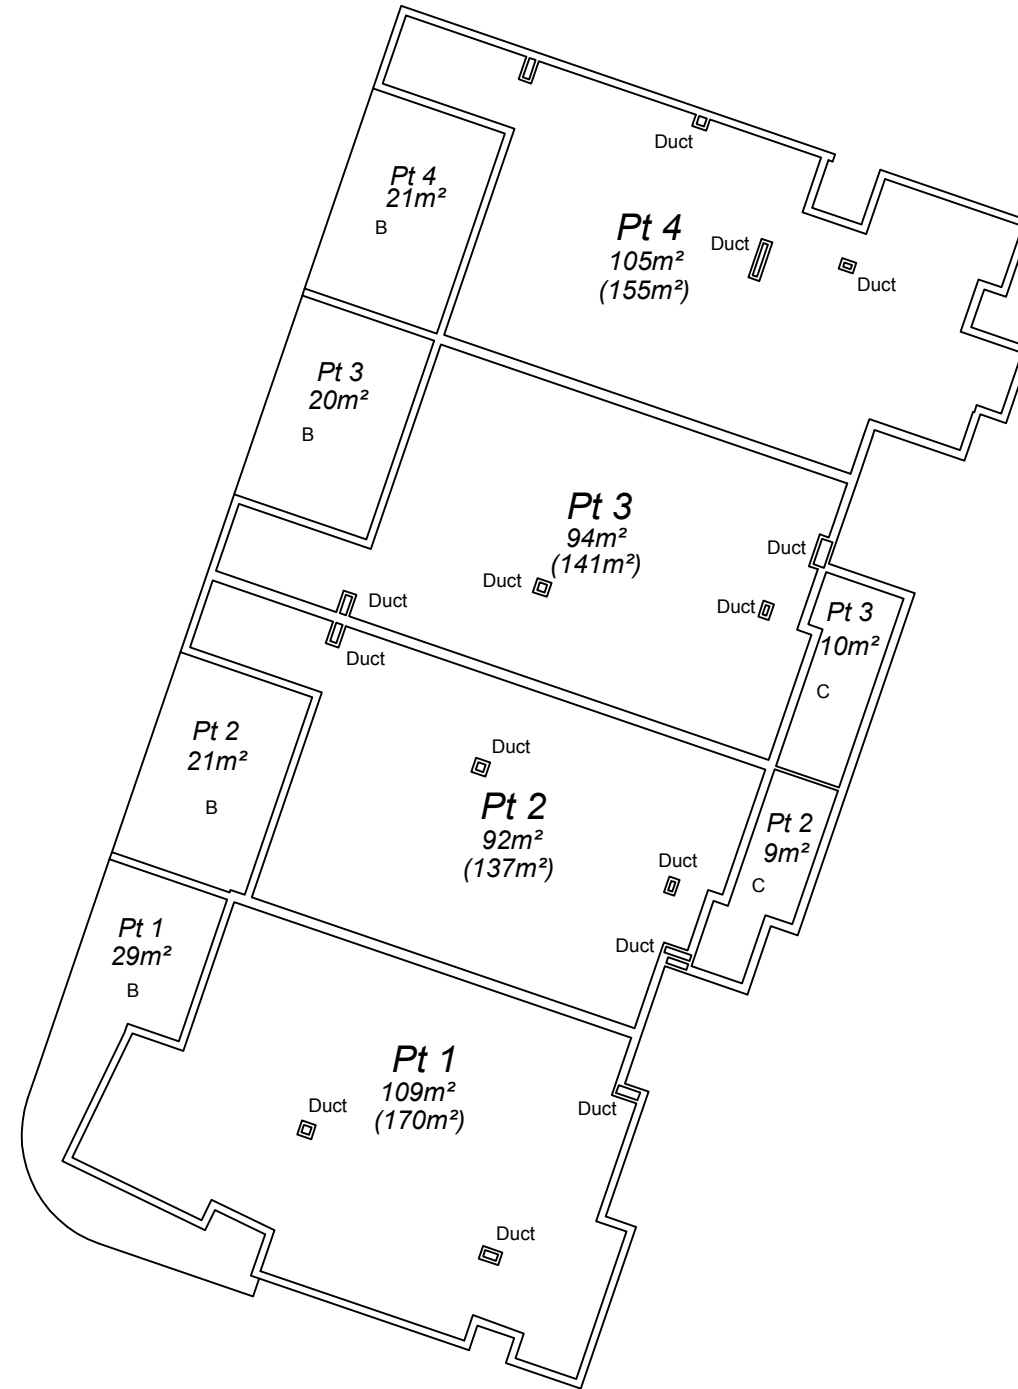 Duct
Pt 4
21m²
B
Pt 4
105m²
(155m²)
Duct
Duct
Pt 3
20m²
B
Pt 3
94m²
(141m²)
Duct
Duct
Duct
Duct
Duct
Pt 3
10m²
C
Pt 2
21m²
B
Duct
Pt 2
92m²
(137m²)
Pt 2
9m²
C
Duct
Duct
Pt 1
29m²
B
Pt 1
109m²
(170m²)
Duct
Duct
Duct